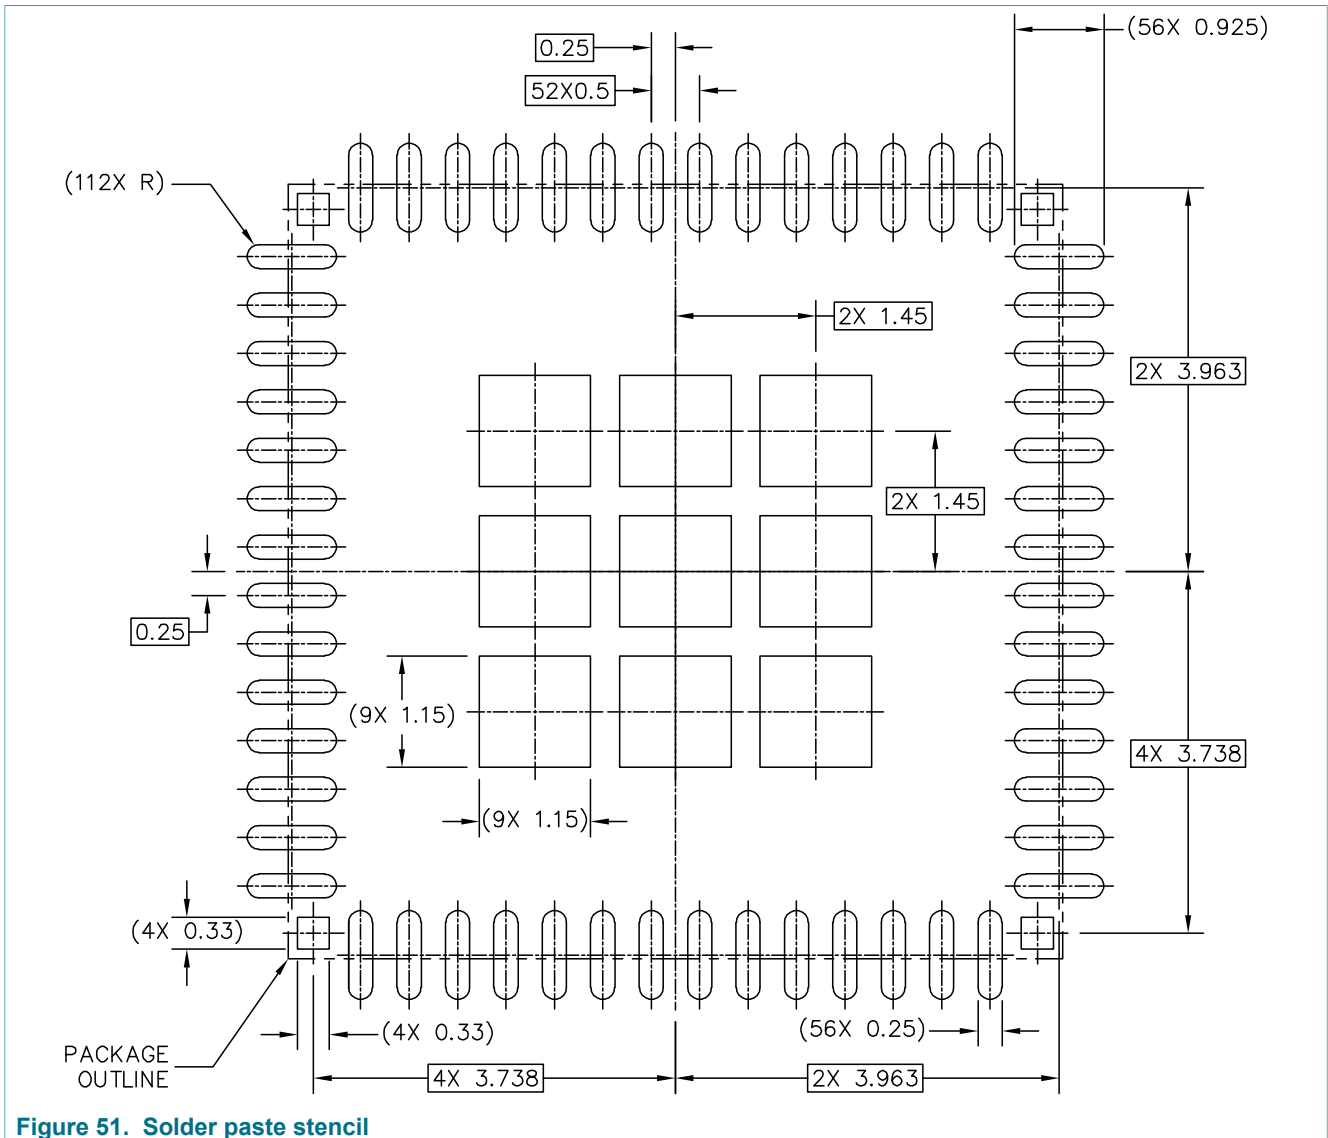 (56X 0.925)
0.25
52X0.5
(112X R)
2X 1.45
2X 3.963
2X 1.45
0.25
(9X 1.15)
4X 3.738
(9X 1.15)
(4X 0.33)
(4X 0.33)
(56X 0.25)
PACKAGE
OUTLINE
4X 3.738
2X 3.963
Figure 51. Solder paste stencil